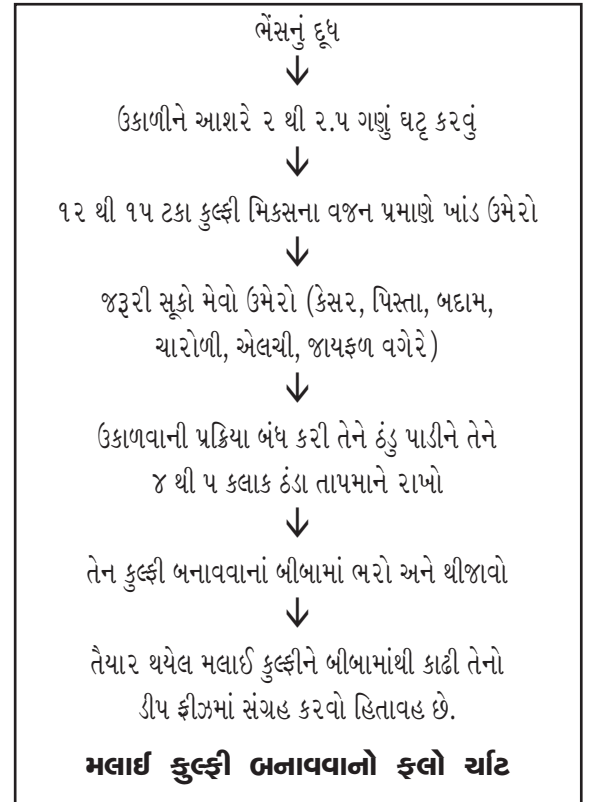 ભેંસનું દૂધ
↓
ઉકાળીને આશરે ૨ થી ૨.૫ ગણું ઘટ્ટ કરવું
↓
૧૨ થી ૧૫ ટકા કુલ્ફી મિકસના વજન પ્રમાણે ખાંડ ઉમેરો
↓
જરૂરી સૂકો મેવો ઉમેરો (કેસર, પિસ્તા, બદામ,
ચારોળી, એલચી, જાયફળ વગેરે)
↓
ઉકાળવાની પ્રક્રિયા બંધ કરી તેને ઠંડુ પાડીને તેને
૪ થી ૫ કલાક ઠંડા તાપમાને રાખો
↓
તેન કુલ્ફી બનાવવાનાં બીબામાં ભરો અને થીજાવો
↓
તૈયાર થયેલ મલાઈ કુલ્ફીને બીબામાંથી કાઢી તેનો
ડીપ ફ્રીઝમાં સંગ્રહ કરવો હિતાવહ છે.
મલાઈ કુલ્ફી બનાવવાનો ફલો ર્ચાટ